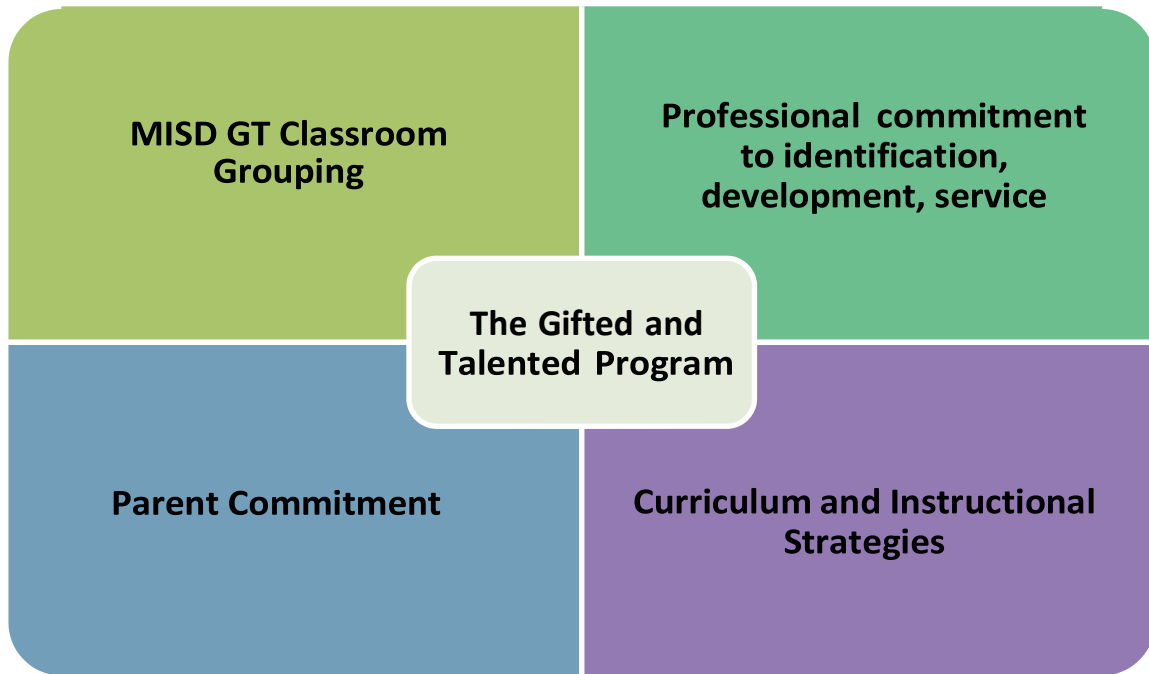 MISD GT Classroom
Grouping
Professional commitment
to identification,
development, service
The Gifted and
Talented Program
Parent Commitment
Curriculum and Instructional
Strategies